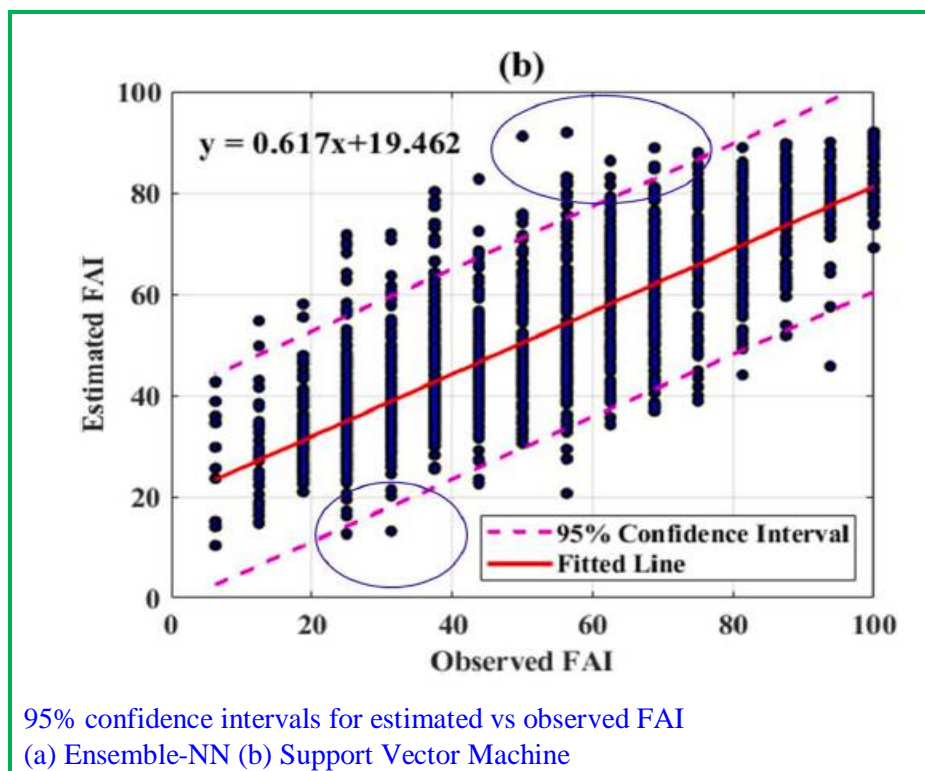 (b)
100
80
60
40
20
0
Estimated FAI
y = 0.617x+19.462
95% Confidence Interval
Fitted Line
0 20 40 60 80 100
Observed FAI
95% confidence intervals for estimated vs observed FAI
(a) Ensemble-NN (b) Support Vector Machine